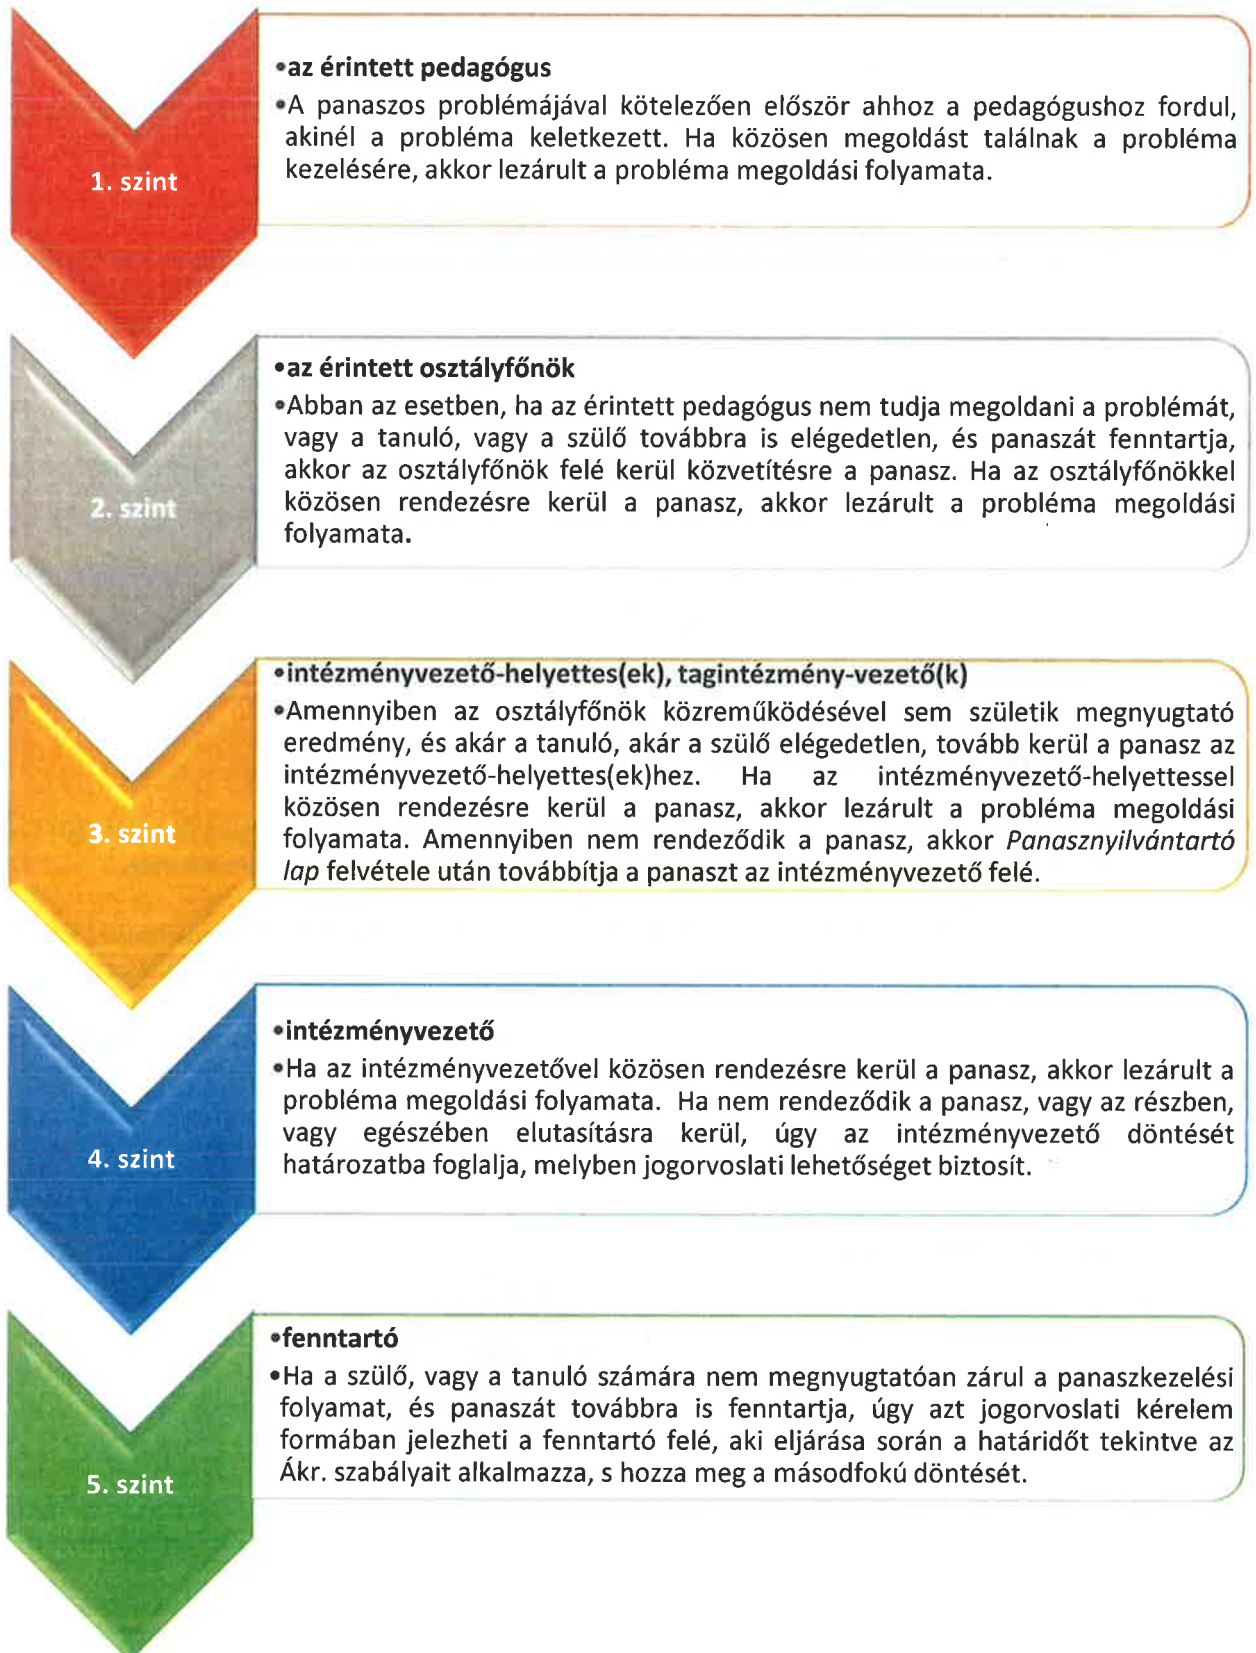 1. szint
•az érintett pedagógus
•A panaszos problémájával kötelezően először ahhoz a pedagógushoz fordul,
akinél a probléma keletkezett. Ha közösen megoldást találnak a probléma
kezelésére, akkor lezárult a probléma megoldási folyamata.
2. szint
•az érintett osztályfőnök
•Abban az esetben, ha az érintett pedagógus nem tudja megoldani a problémát,
vagy a tanuló, vagy a szülő továbbra is elégedetlen, és panaszát fenntartja,
akkor az osztályfőnök felé kerül közvetítésre a panasz. Ha az osztályfőnökkel
közösen rendezésre kerül a panasz, akkor lezárult a probléma megoldási
folyamata.
3. szint
•intézményvezető-helyettes(ek), tagintézmény-vezető(k)
•Amennyiben az osztályfőnök közreműködésével sem születik megnyugtató
eredmény, és akár a tanuló, akár a szülő elégedetlen, tovább kerül a panasz az
intézményvezető-helyettes(ek)hez. Ha az intézményvezető-helyettessel
közösen rendezésre kerül a panasz, akkor lezárult a probléma megoldási
folyamata. Amennyiben nem rendeződik a panasz, akkor Panasznyilvántartó
lap felvétele után továbbítja a panaszt az intézményvezető felé.
4. szint
•intézményvezető
•Ha az intézményvezetővel közösen rendezésre kerül a panasz, akkor lezárult a
probléma megoldási folyamata. Ha nem rendeződik a panasz, vagy az részben,
vagy egészében elutasításra kerül, úgy az intézményvezető döntését
határozatba foglalja, melyben jogorvoslati lehetőséget biztosít.
5. szint
•fenntartó
•Ha a szülő, vagy a tanuló számára nem megnyugtatóan zárul a panaszkezelési
folyamat, és panaszát továbbra is fenntartja, úgy azt jogorvoslati kérelem
formában jelezheti a fenntartó felé, aki eljárása során a határidőt tekintve az
Ákr. szabályait alkalmazza, s hozza meg a másodfokú döntését.